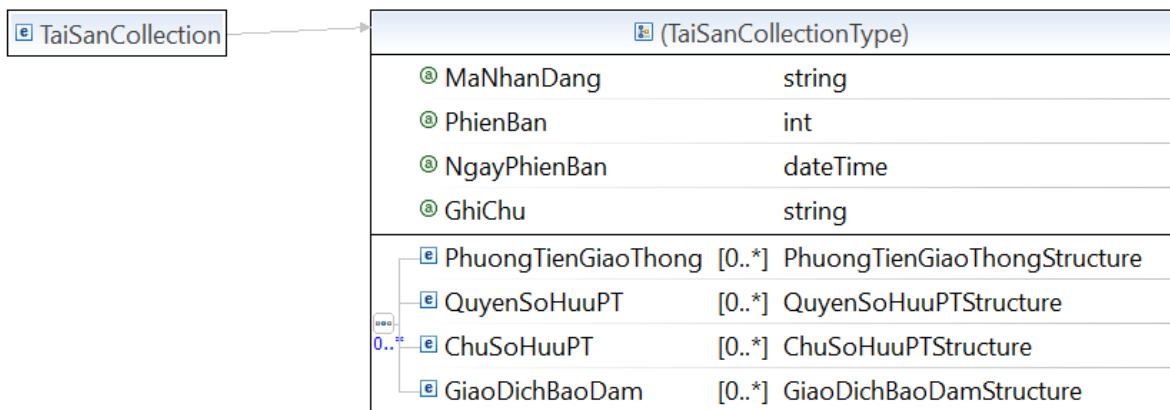 TaiSanCollection
(TaiSanCollectionType)
MaNhanDang string
PhienBan int
NgayPhienBan dateTime
GhiChu string
PhuongTienGiaoThong [0..*] PhuongTienGiaoThongStructure
QuyenSoHuuPT [0..*] QuyenSoHuuPTStructure
0..*
ChuSoHuuPT [0..*] ChuSoHuuPTStructure
GiaoDichBaoDam [0..*] GiaoDichBaoDamStructure